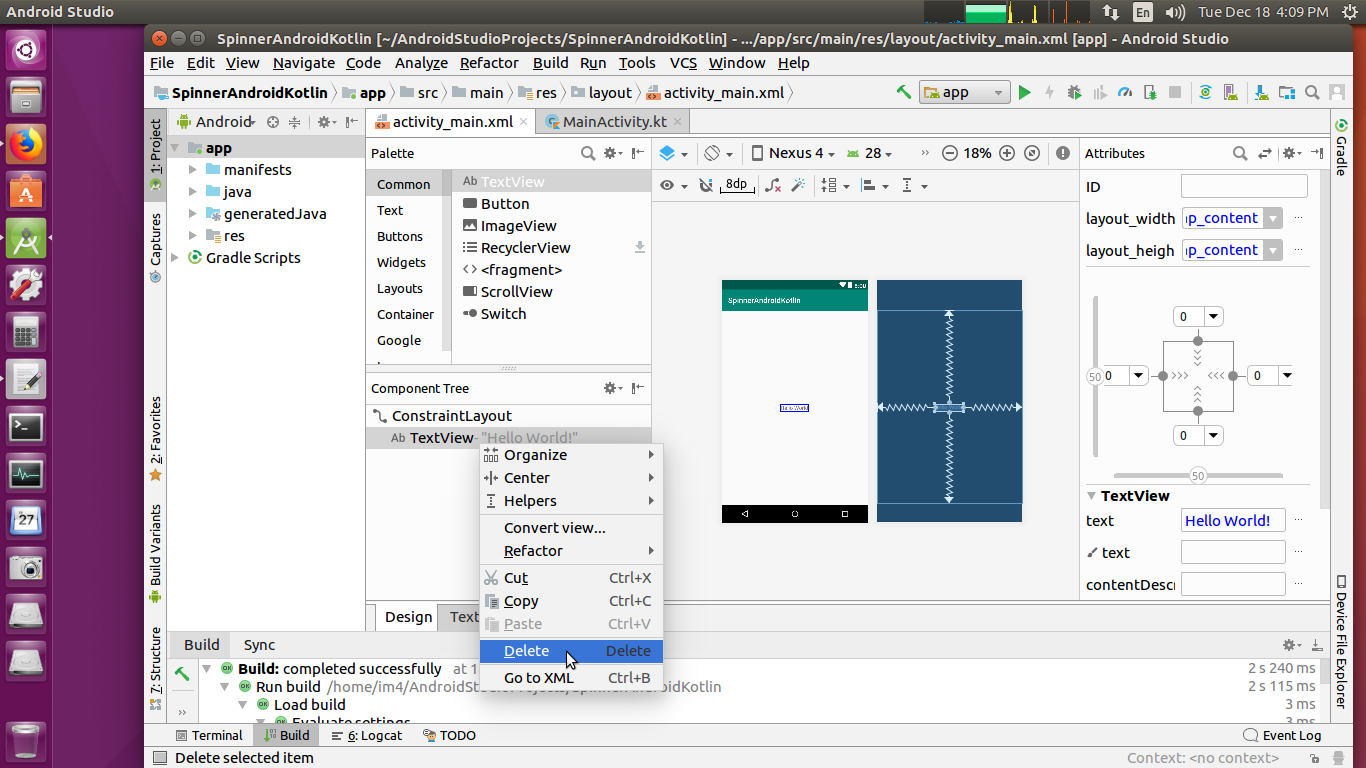 Android Studio
En
Tue Dec 18 4:09 PM
SpinnerAndroidKotlin [~/AndroidStudioProjects/SpinnerAndroidKotlin] - .../app/src/main/res/layout/activity_main.xml [app] - Android Studio
File Edit View Navigate Code Analyze Refactor Build Run Tools VCS Window Help
SpinnerAndroidKotlin app src main res layout activity_main.xml
app
Android
activity_main.xml
MainActivity.kt
1: Project
Captures
2: Favorites
Build Variants
7: Structure
app
manifests
java
generatedJava
res
Gradle Scripts
Palette
Common
Text
Buttons
Widgets
Layouts
Container
Google
Ab TextView
Button
ImageView
RecyclerView
<> <fragment>
ScrollView
Switch
Component Tree
ConstraintLayout
Ab TextView - "Hello World!"
Nexus 4 28 18%
8dp
SpinnerAndroidKotlin
8:00
Hello World!
Organize
Center
Helpers
Convert view...
Refactor
Cut Ctrl+X
Copy Ctrl+C
Paste Ctrl+V
Delete Delete
Go to XML Ctrl+B
Attributes
ID
layout_width
layout_heigh
0
50 0
0
0
50
TextView
text Hello World!
text
contentDescr
Gradle
Device File Explorer
Design Text
Build Sync
Build: completed successfully at 1
2 s 240 ms
Run build /home/im4/AndroidStudioProjects/SpinnerAndroidKotlin
2 s 115 ms
Load build
3 ms
Evaluate settings
3 ms
Terminal Build 6: Logcat TODO
Event Log
Delete selected item
Context: <no context>
27